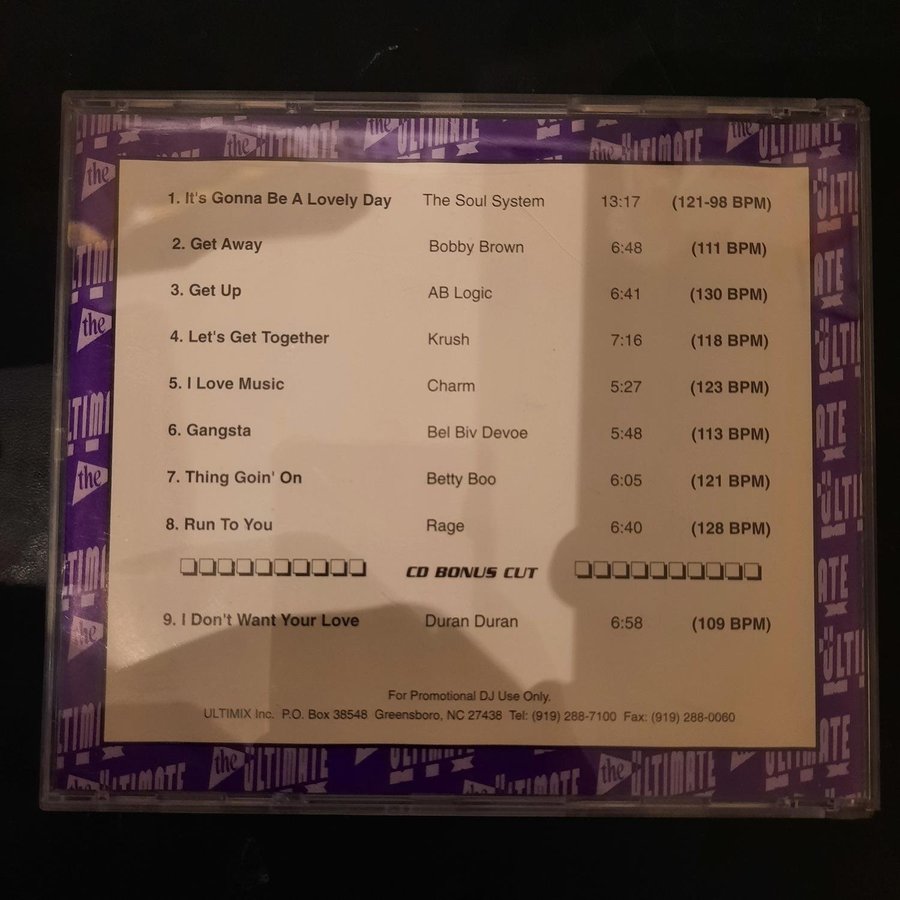 the ULTIMATE
1. It's Gonna Be A Lovely Day The Soul System 13:17 (121-98 BPM)
2. Get Away Bobby Brown 6:48 (111 BPM)
3. Get Up AB Logic 6:41 (130 BPM)
4. Let's Get Together Krush 7:16 (118 BPM)
5. I Love Music Charm 5:27 (123 BPM)
6. Gangsta Bel Biv Devoe 5:48 (113 BPM)
7. Thing Goin' On Betty Boo 6:05 (121 BPM)
8. Run To You Rage 6:40 (128 BPM)
CD BONUS CUT
9. I Don't Want Your Love Duran Duran 6:58 (109 BPM)
For Promotional DJ Use Only.
ULTIMIX Inc. P.O. Box 38548 Greensboro, NC 27438 Tel: (919) 288-7100 Fax: (919) 288-0060
the ULTIMATE